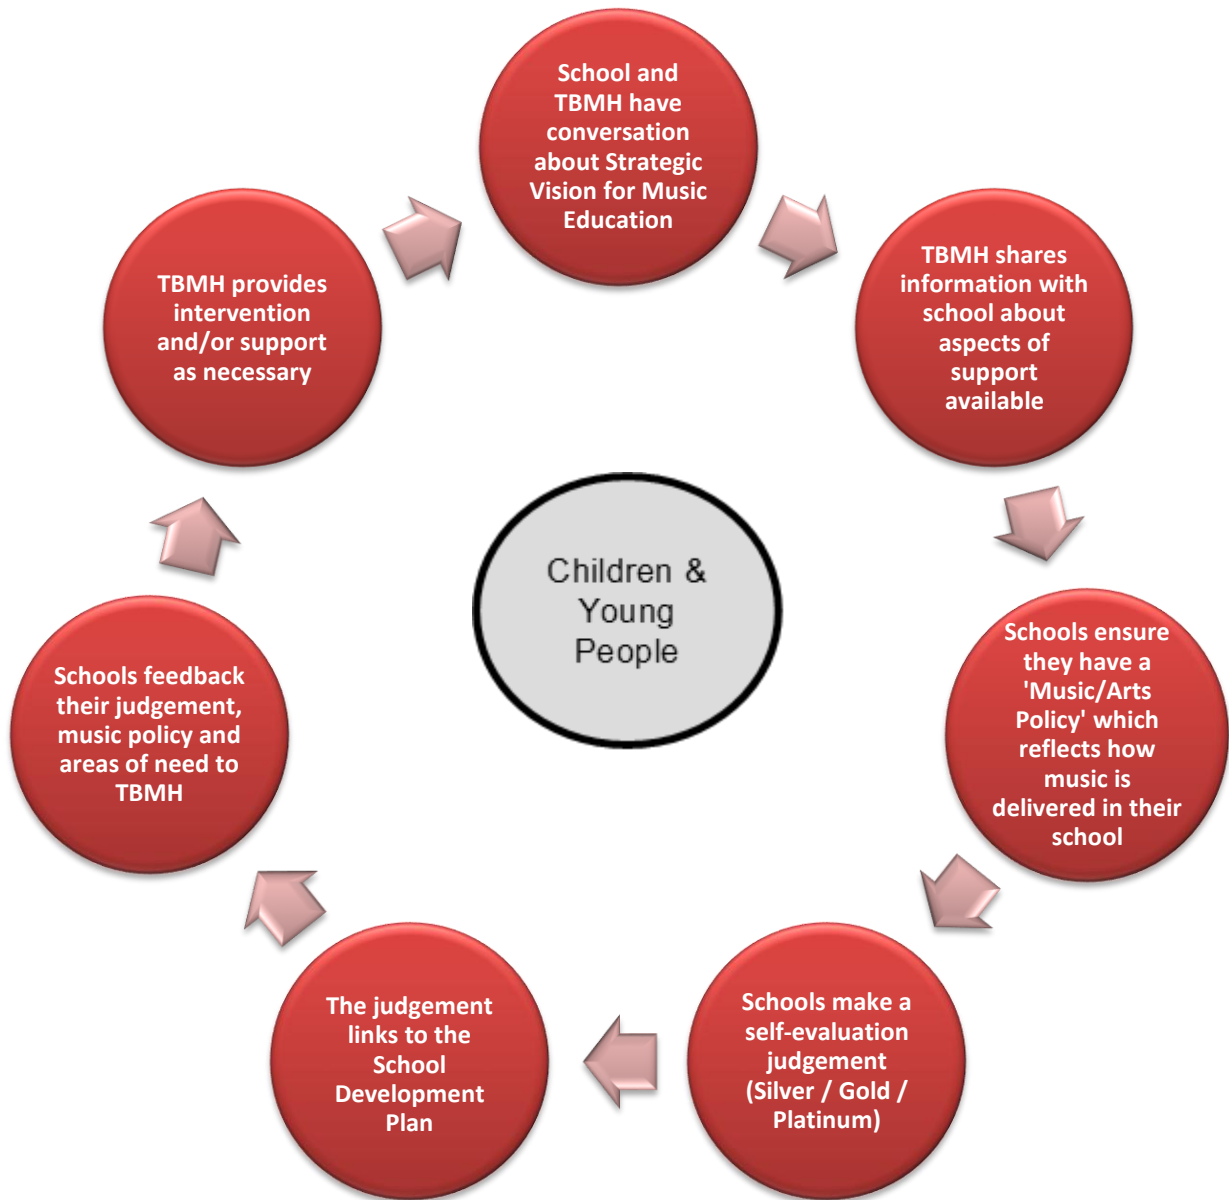 School and
TBMH have
conversation
about Strategic
Vision for Music
Education
TBMH shares
information with
school about
aspects of
support
available
Schools ensure
they have a
'Music/Arts
Policy' which
reflects how
music is
delivered in their
school
Schools make a
self-evaluation
judgement
(Silver / Gold /
Platinum)
The judgement
links to the
School
Development
Plan
Schools feedback
their judgement,
music policy and
areas of need to
TBMH
TBMH provides
intervention
and/or support
as necessary
Children &
Young
People